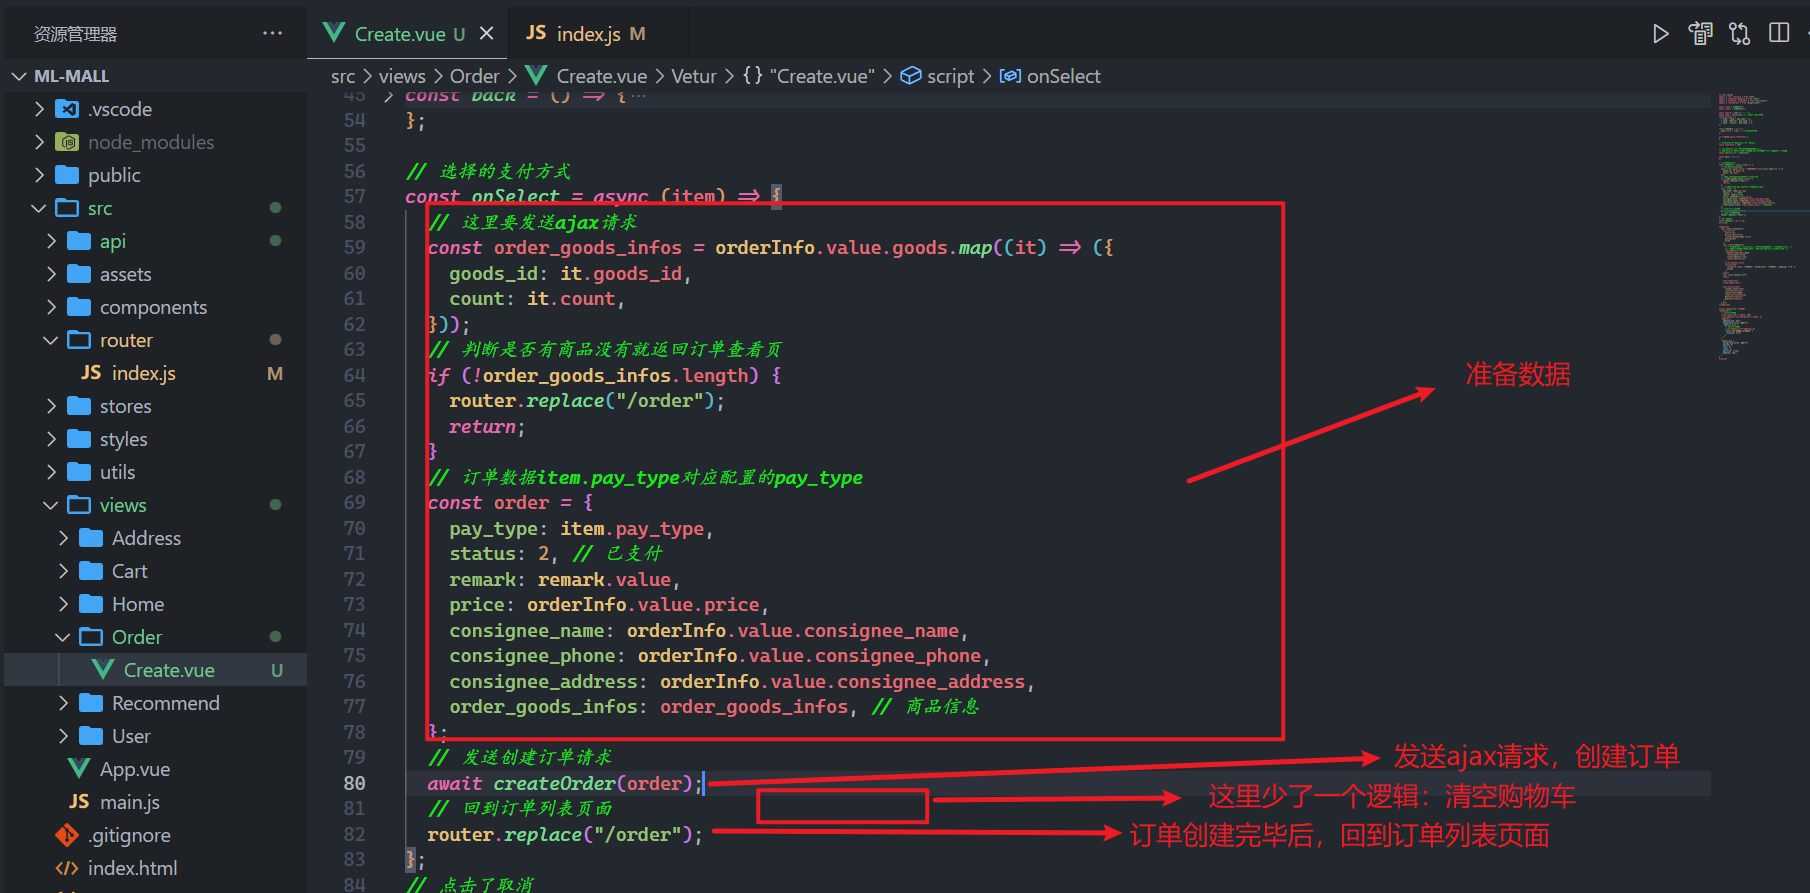 资源管理器 ···
Create.vue U
JS index.js M
ML-MALL
src > views > Order > Create.vue > Vetur > {} "Create.vue" > script > onSelect
.vscode
node_modules
public
src
api
assets
components
router
JS index.js M
stores
styles
utils
views
Address
Cart
Home
Order
Create.vue U
Recommend
User
App.vue
JS main.js
.gitignore
index.html
45 const back = () => {···
54 };
55
56 // 选择的支付方式
57 const onSelect = async (item) => {
58 // 这里要发送ajax请求
59 const order_goods_infos = orderInfo.value.goods.map((it) => ({
60 goods_id: it.goods_id,
61 count: it.count,
62 }));
63 // 判断是否有商品没有就返回订单查看页
64 if (!order_goods_infos.length) {
65 router.replace("/order");
66 return;
67 }
68 // 订单数据item.pay_type对应配置的pay_type
69 const order = {
70 pay_type: item.pay_type,
71 status: 2, // 已支付
72 remark: remark.value,
73 price: orderInfo.value.price,
74 consignee_name: orderInfo.value.consignee_name,
75 consignee_phone: orderInfo.value.consignee_phone,
76 consignee_address: orderInfo.value.consignee_address,
77 order_goods_infos: order_goods_infos, // 商品信息
78 };
79 // 发送创建订单请求
80 await createOrder(order);
81 // 回到订单列表页面
82 router.replace("/order");
83 };
84 // 点击了取消
准备数据
发送ajax请求，创建订单
这里少了一个逻辑：清空购物车
订单创建完毕后，回到订单列表页面